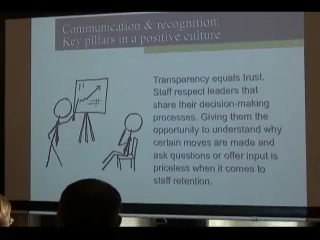 Communication & recognition:
Key pillars in a positive culture
Transparency equals trust.
Staff respect leaders that
share their decision-making
processes. Giving them the
opportunity to understand why
certain moves are made and
ask questions or offer input is
priceless when it comes to
staff retention.